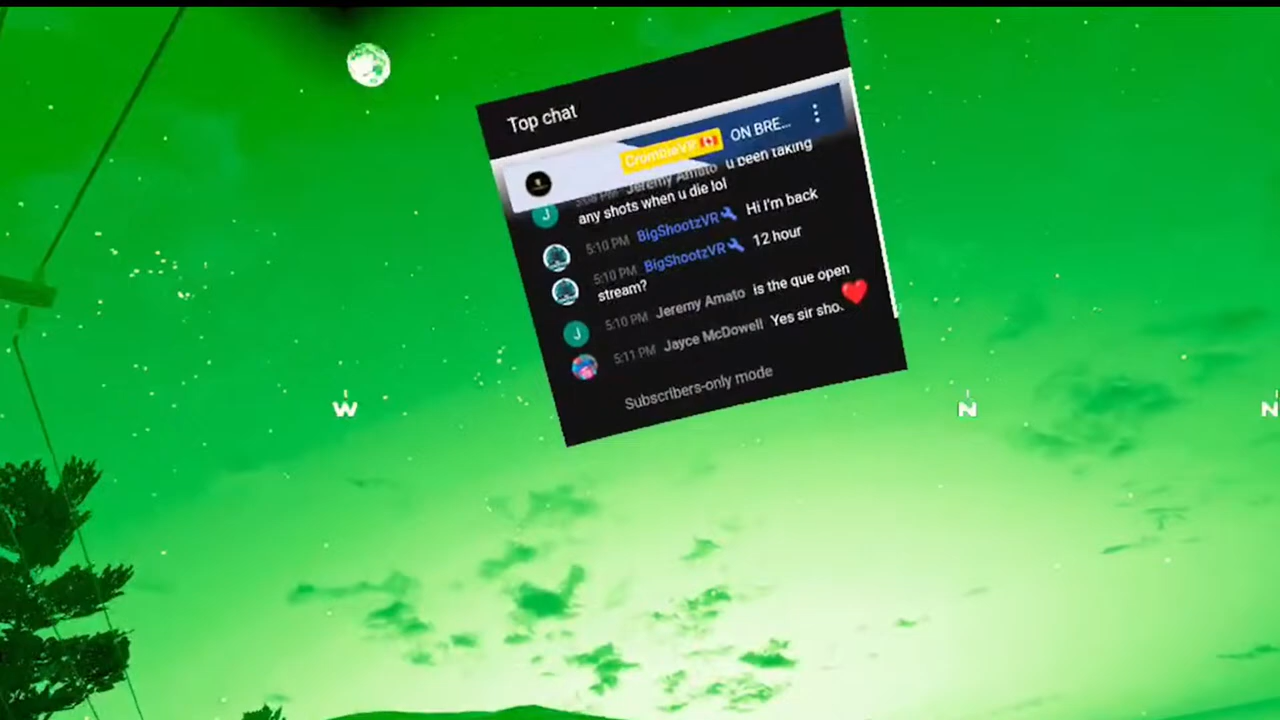 Top chat
CrombieVR ON BRE...
Jeremy Amato u been taking
any shots when u die lol
5:10 PM BigShootzVR Hi I'm back
5:10 PM BigShootzVR 12 hour
stream?
5:10 PM Jeremy Amato is the que open
5:11 PM Jayce McDowell Yes sir sho
Subscribers-only mode
W N N